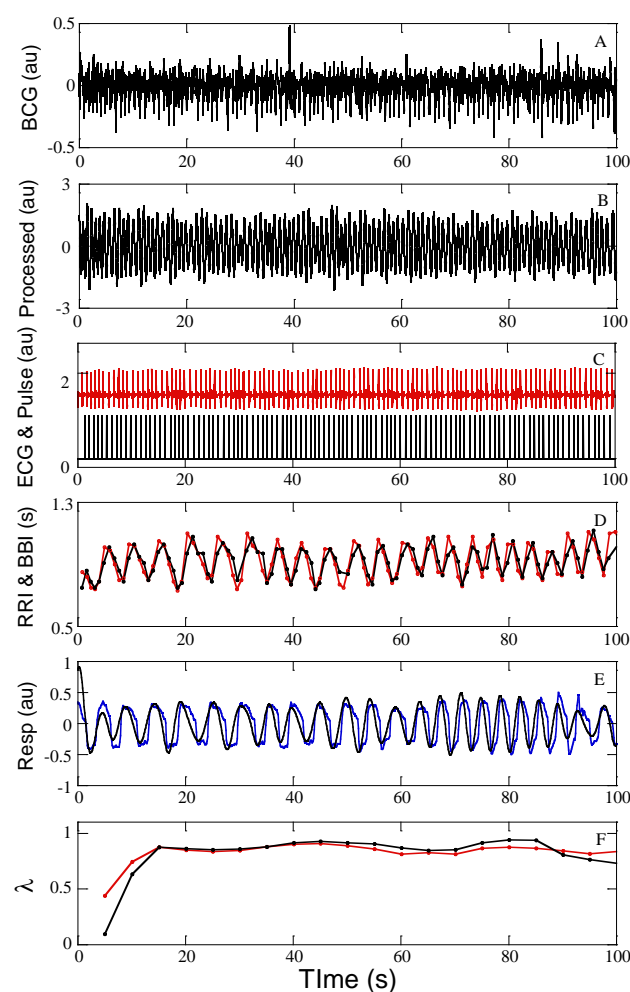 0.5
A
BCG (au)
0
-0.5
0 20 40 60 80 100
3
B
Processed (au)
0
-3
0 20 40 60 80 100
C
ECG & Pulse (au)
2
0
0 20 40 60 80 100
1.3
D
RRI & BBI (s)
0.5
0 20 40 60 80 100
1
E
0.5
Resp (au)
0
-0.5
-1
0 20 40 60 80 100
1
F
λ
0.5
0
0 20 40 60 80 100
TIme (s)